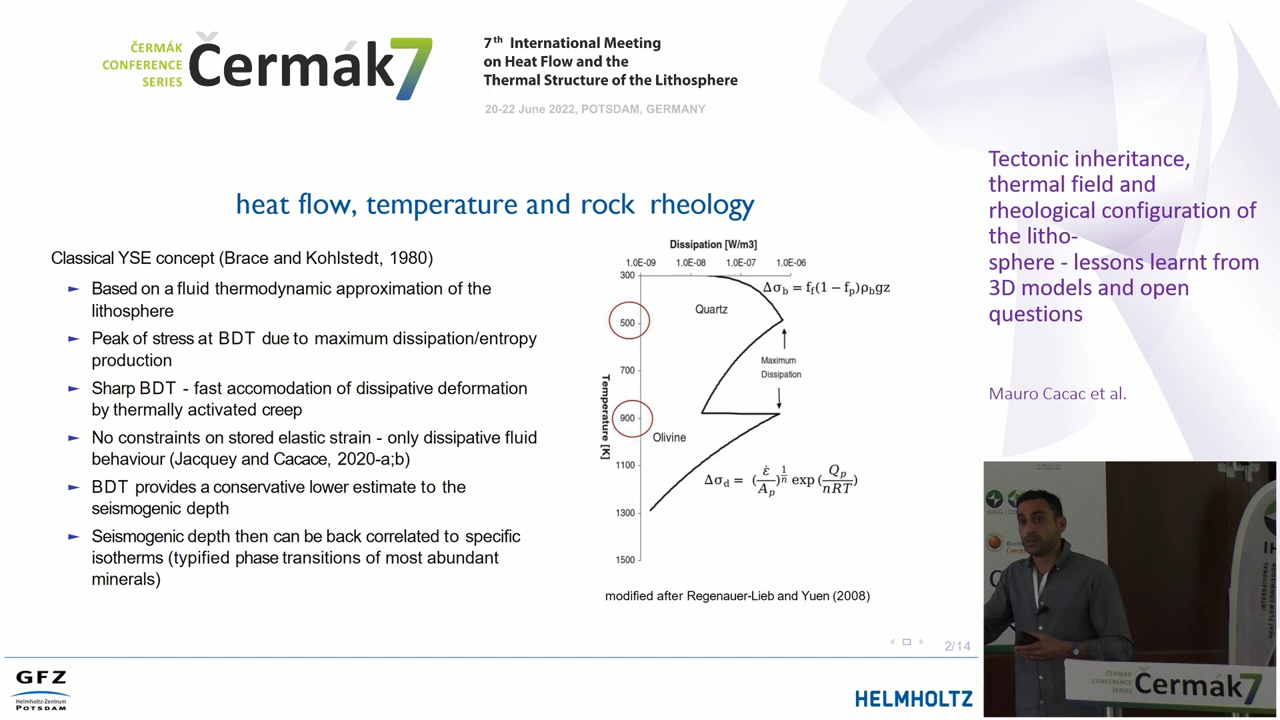 ČERMÁK
CONFERENCE
SERIES
Čermák7
7th International Meeting
on Heat Flow and the
Thermal Structure of the Lithosphere
20-22 June 2022, POTSDAM, GERMANY
heat flow, temperature and rock rheology
Classical YSE concept (Brace and Kohlstedt, 1980)
► Based on a fluid thermodynamic approximation of the
lithosphere
► Peak of stress at BDT due to maximum dissipation/entropy
production
► Sharp BDT - fast accomodation of dissipative deformation
by thermally activated creep
► No constraints on stored elastic strain - only dissipative fluid
behaviour (Jacquey and Cacace, 2020-a;b)
► BDT provides a conservative lower estimate to the
seismogenic depth
► Seismogenic depth then can be back correlated to specific
isotherms (typified phase transitions of most abundant
minerals)
Dissipation [W/m3]
1.0E-09 1.0E-08 1.0E-07 1.0E-06
300
500
700
900
1100
1300
1500
Temperature [K]
Quartz
Δσb = ff(1 − fp)ρbgz
Maximum
Dissipation
Olivine
Δσd = (ε̇/Ap)^1/n exp(Qp/nRT)
modified after Regenauer-Lieb and Yuen (2008)
2/14
GFZ
Helmholtz-Zentrum
POTSDAM
HELMHOLTZ
Tectonic inheritance,
thermal field and
rheological configuration of
the litho-
sphere - lessons learnt from
3D models and open
questions
Mauro Cacac et al.
ČERMÁK
CONFERENCE
SERIES
Čermák7